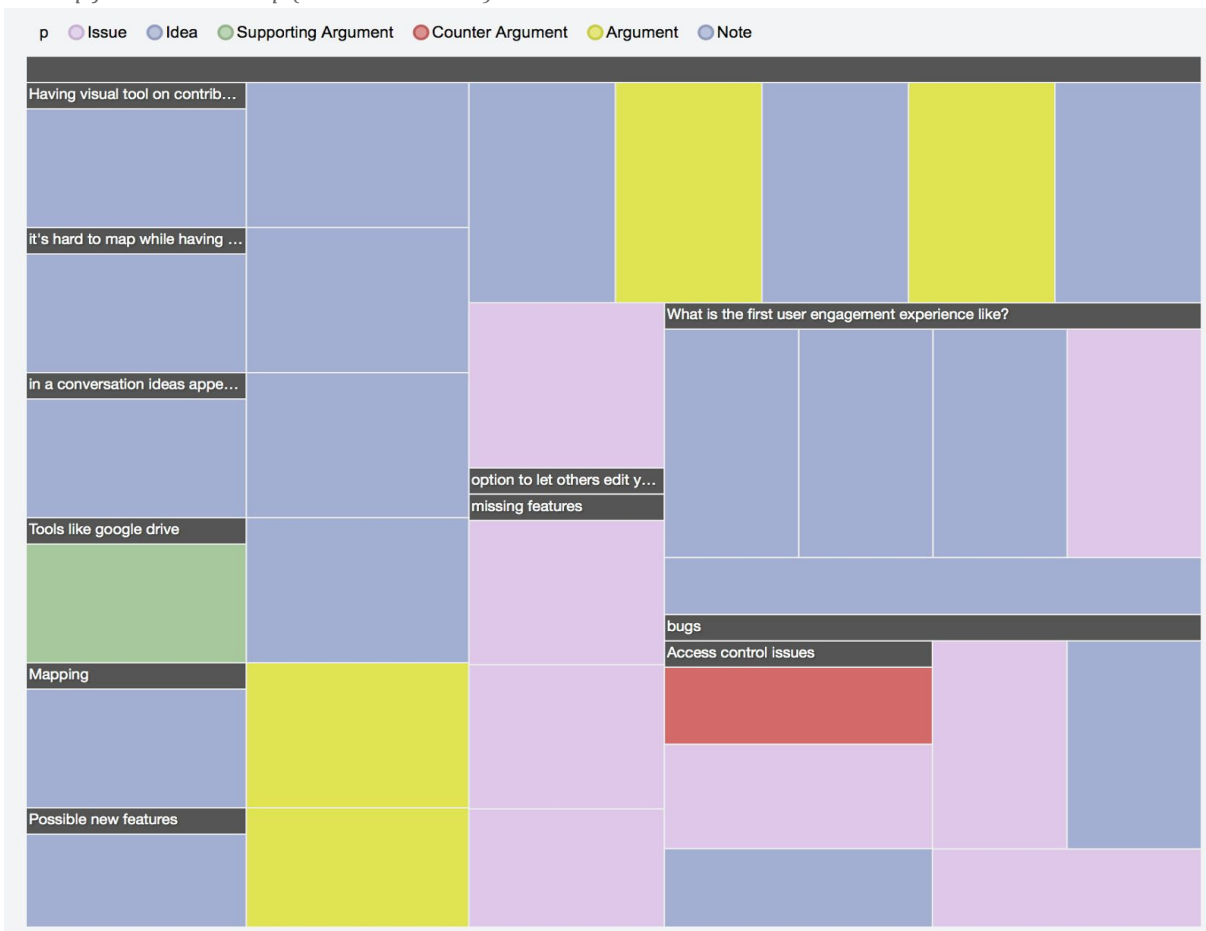 p Issue Idea Supporting Argument Counter Argument Argument Note
Having visual tool on contrib...
it's hard to map while having ...
What is the first user engagement experience like?
in a conversation ideas appe...
option to let others edit y...
missing features
Tools like google drive
bugs
Access control issues
Mapping
Possible new features